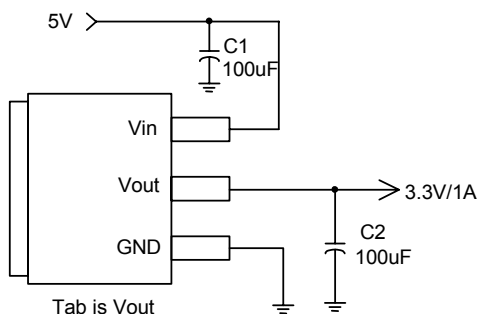 5V
C1
100uF
Vin
Vout
3.3V/1A
C2
100uF
GND
Tab is Vout